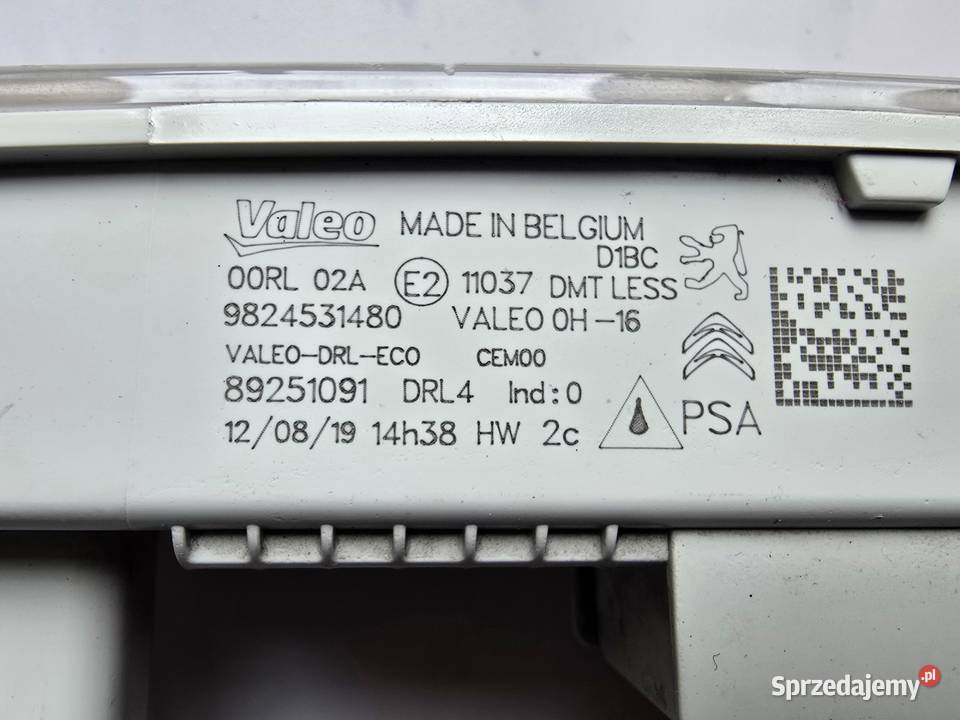 Valeo MADE IN BELGIUM
D1BC
00RL 02A E2 11037 DMT LESS
9824531480 VALEO 0H-16
VALEO-DRL-ECO CEM00
89251091 DRL4 Ind:0
12/08/19 14h38 HW 2c PSA
Sprzedajemy.pl